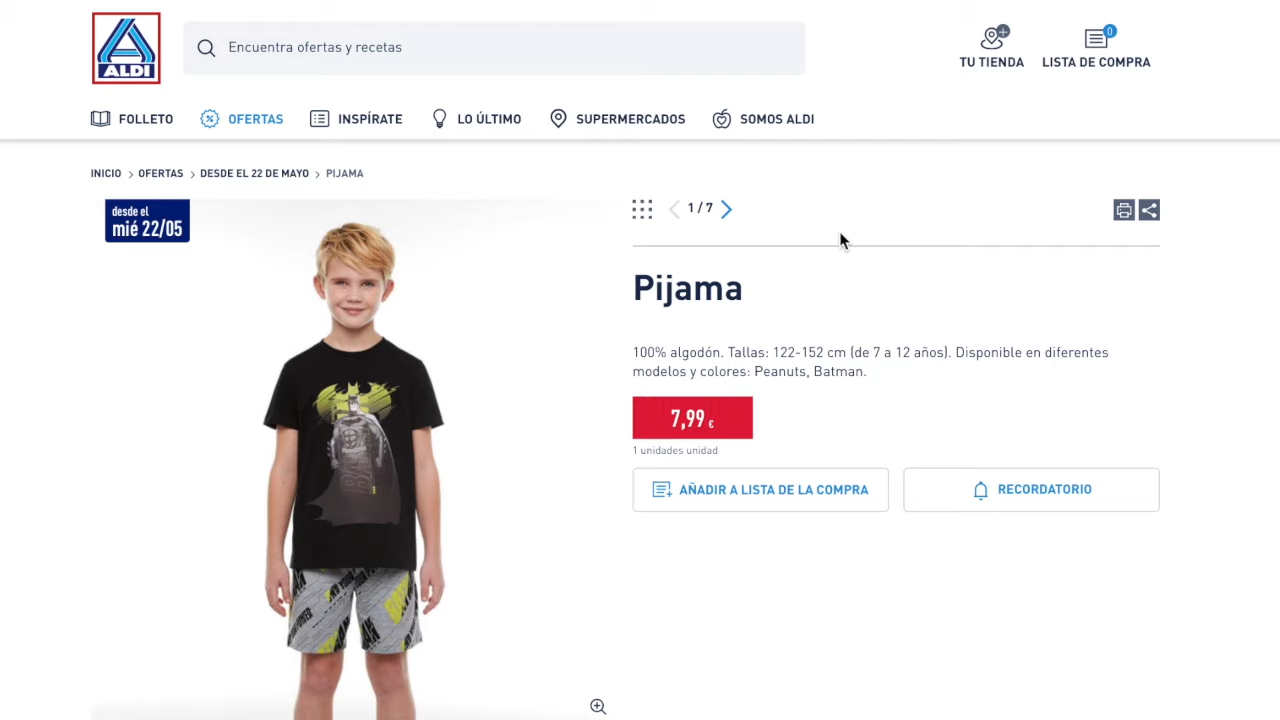 ALDI
Encuentra ofertas y recetas
TU TIENDA
0
LISTA DE COMPRA
FOLLETO
OFERTAS
INSPÍRATE
LO ÚLTIMO
SUPERMERCADOS
SOMOS ALDI
INICIO > OFERTAS > DESDE EL 22 DE MAYO > PIJAMA
desde el
mié 22/05
1 / 7
Pijama
100% algodón. Tallas: 122-152 cm (de 7 a 12 años). Disponible en diferentes
modelos y colores: Peanuts, Batman.
7,99 €
1 unidades unidad
AÑADIR A LISTA DE LA COMPRA
RECORDATORIO